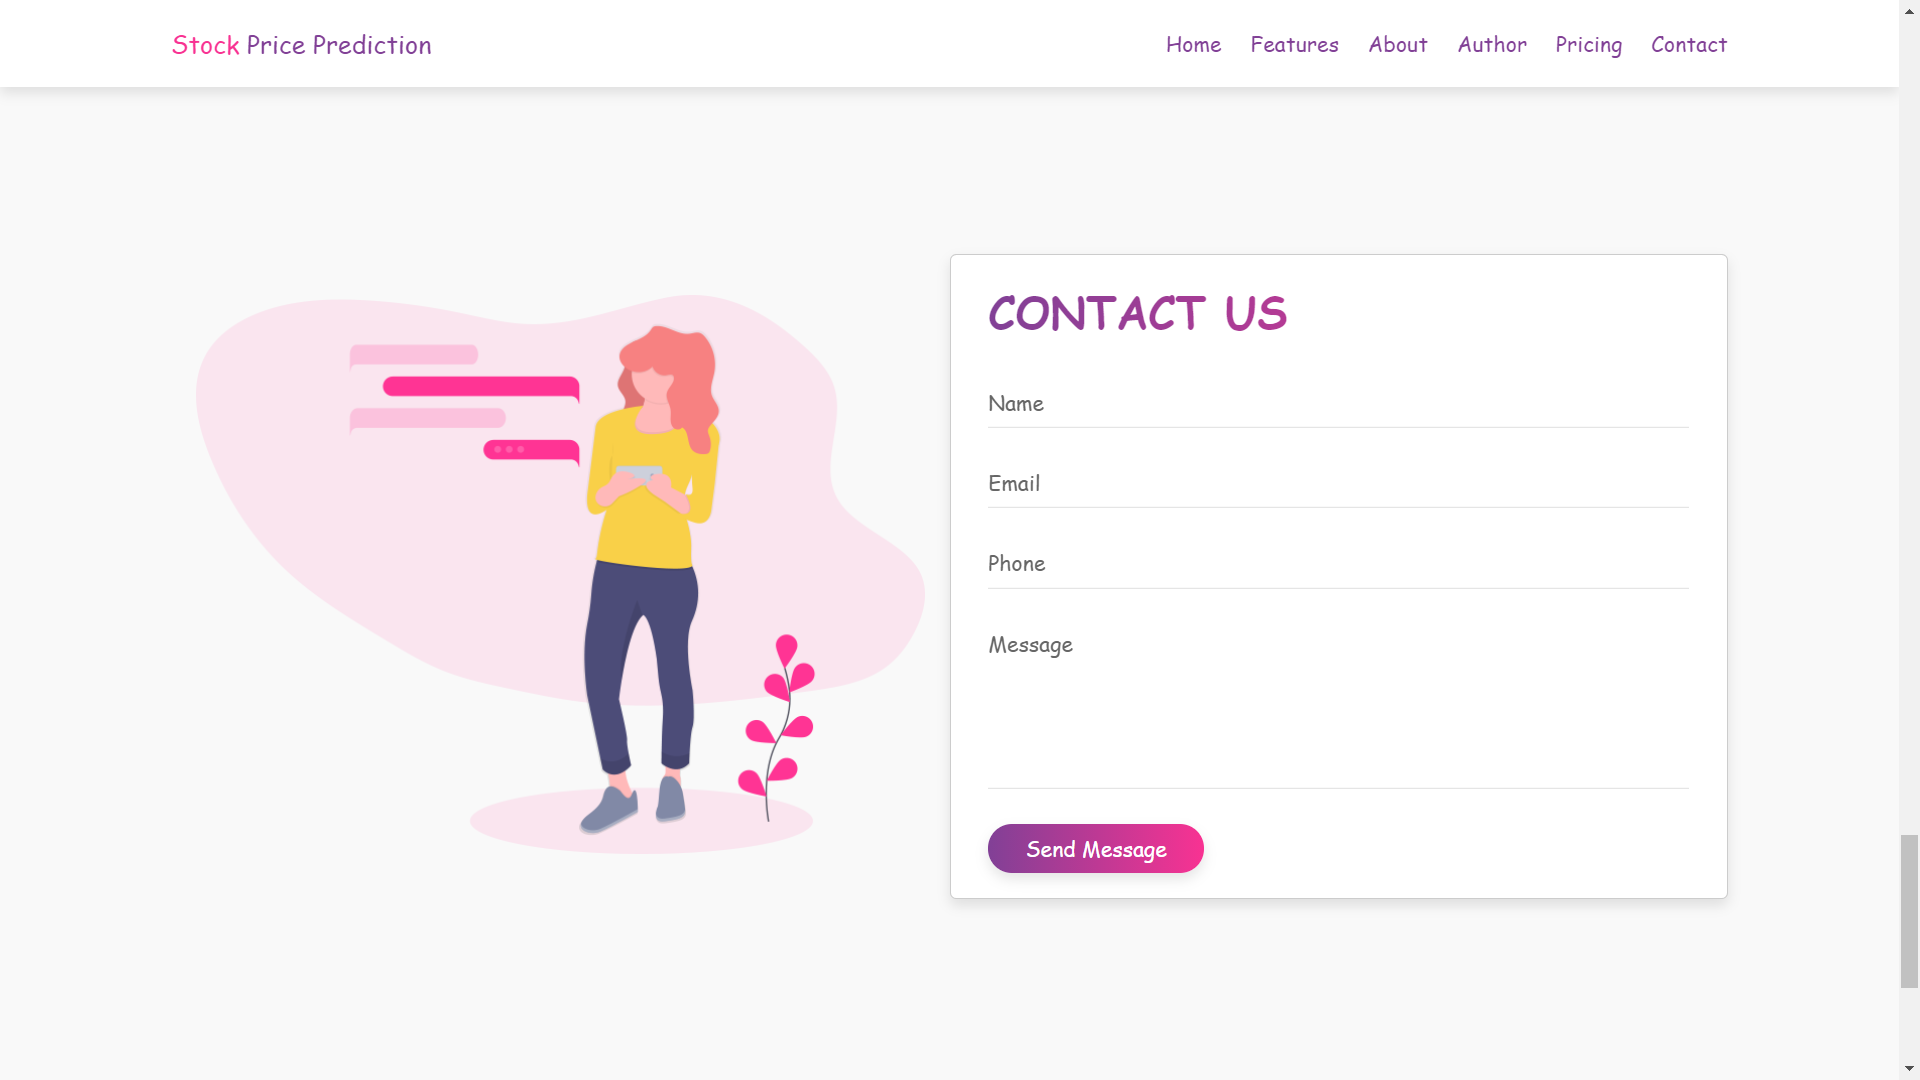 Stock Price Prediction
Home Features About Author Pricing Contact
CONTACT US
Name
Email
Phone
Message
Send Message